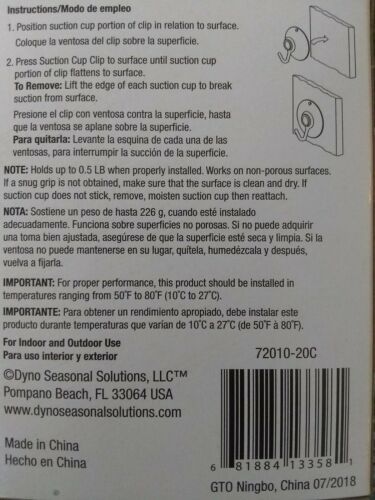 Instructions/Modo de empleo
1. Position suction cup portion of clip in relation to surface.
Coloque la ventosa del clip sobre la superficie.
2. Press Suction Cup Clip to surface until suction cup
portion of clip flattens to surface.
To Remove: Lift the edge of each suction cup to break
suction from surface.
Presione el clip con ventosa contra la superficie, hasta
que la ventosa se aplane sobre la superficie.
Para quitarla: Levante la esquina de cada una de las
ventosas, para interrumpir la succión de la superficie.
NOTE: Holds up to 0.5 LB when properly installed. Works on non-porous surfaces.
If a snug grip is not obtained, make sure that the surface is clean and dry. If
suction cup does not stick, remove, moisten suction cup then reattach.
NOTA: Sostiene un peso de hasta 226 g, cuando esté instalado
adecuadamente. Funciona sobre superficies no porosas. Si no puede adquirir
una toma bien ajustada, asegúrese de que la superficie esté seca y limpia. Si la
ventosa no puede mantenerse en su lugar, quítela, humedézcala y después,
vuelva a fijarla.
IMPORTANT: For proper performance, this product should be installed in
temperatures ranging from 50˚F to 80˚F (10˚C to 27˚C).
IMPORTANTE: Para obtener un rendimiento apropiado, debe instalar este
producto durante temperaturas que varían de 10˚C a 27˚C (de 50˚F à 80˚F).
For Indoor and Outdoor Use
Para uso interior y exterior
72010-20C
©Dyno Seasonal Solutions, LLC™
Pompano Beach, FL 33064 USA
www.dynoseasonalsolutions.com
Made in China
Hecho en China
6 81884 13358 1
GTO Ningbo, China 07/2018